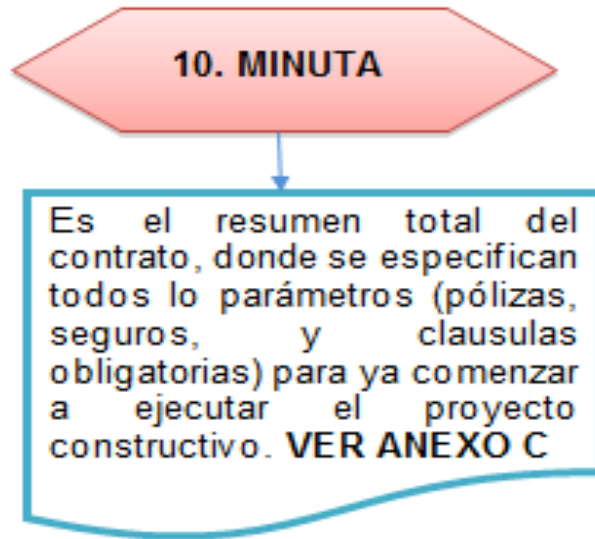 10. MINUTA
Es el resumen total del
contrato, donde se especifican
todos lo parámetros (pólizas,
seguros, y clausulas
obligatorias) para ya comenzar
a ejecutar el proyecto
constructivo. VER ANEXO C